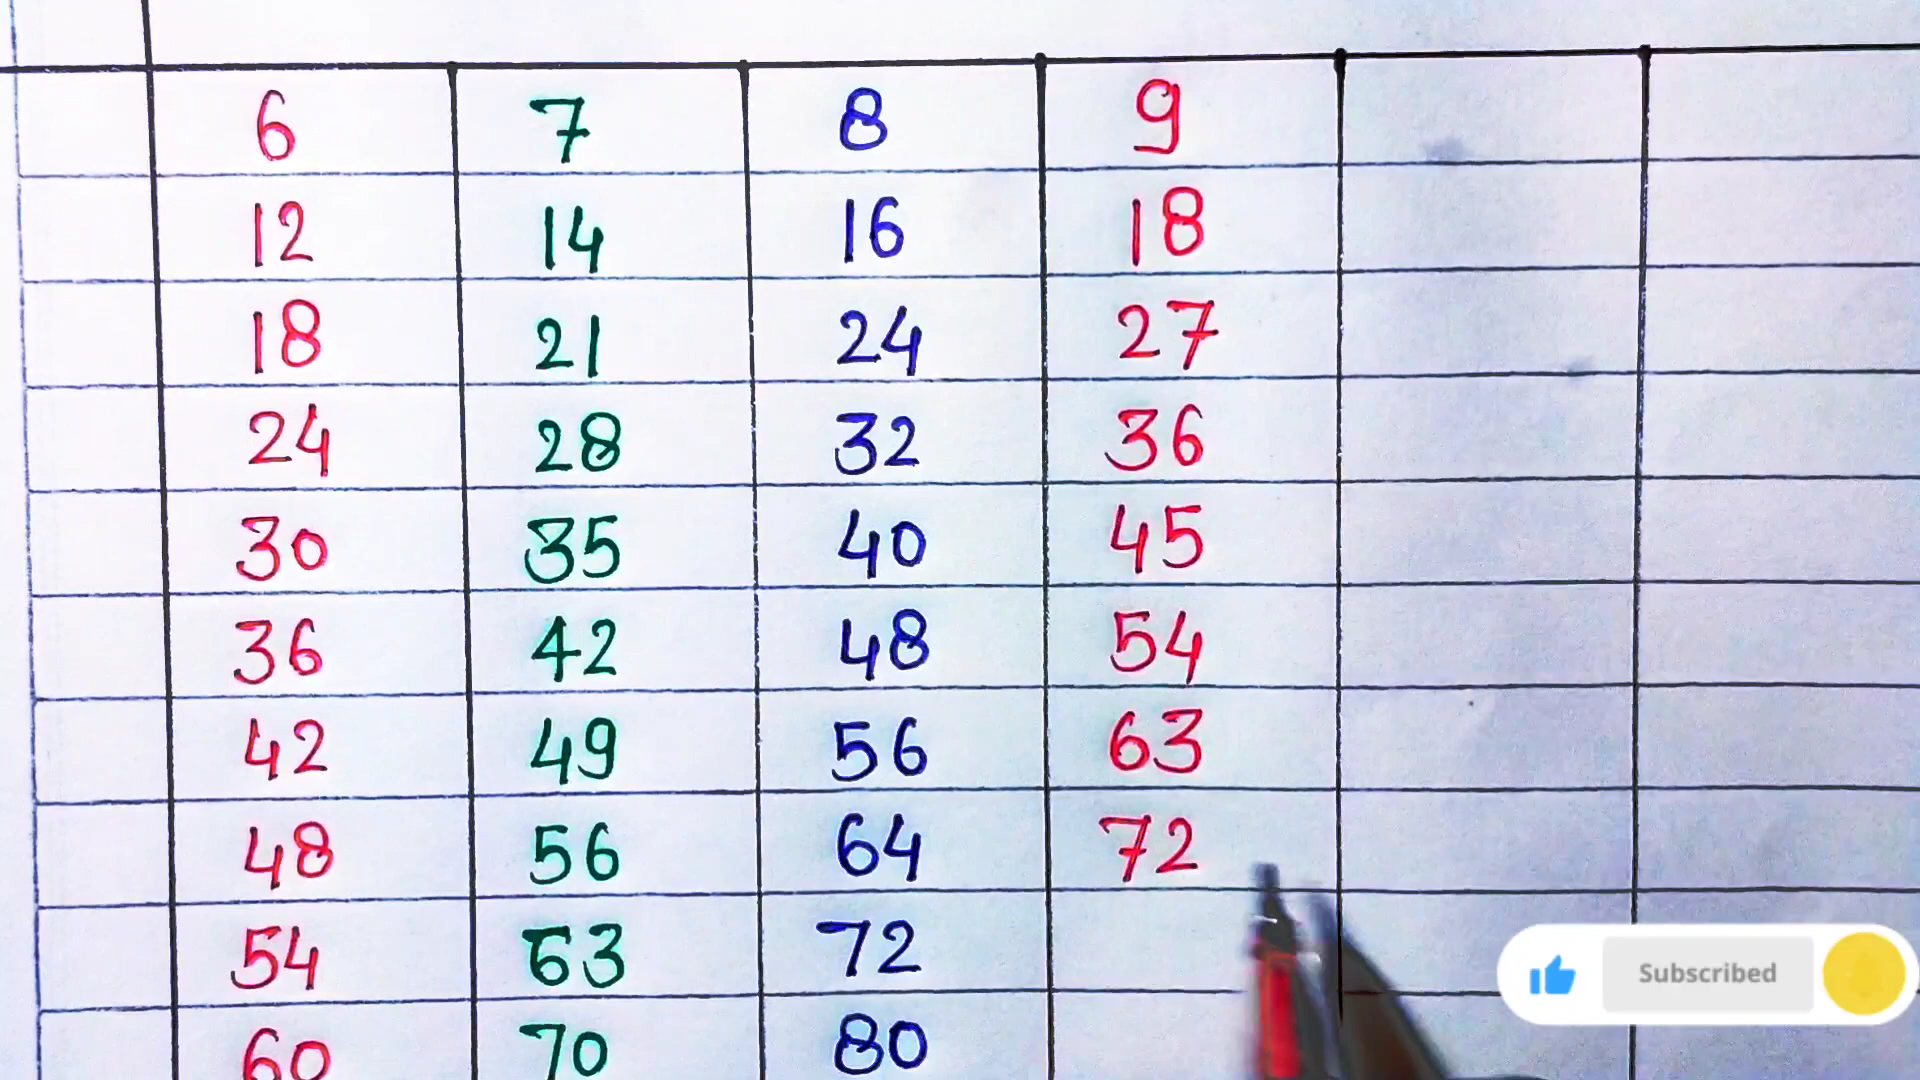 6 7 8 9
12 14 16 18
18 21 24 27
24 28 32 36
30 35 40 45
36 42 48 54
42 49 56 63
48 56 64 72
54 63 72
60 70 80
Subscribed